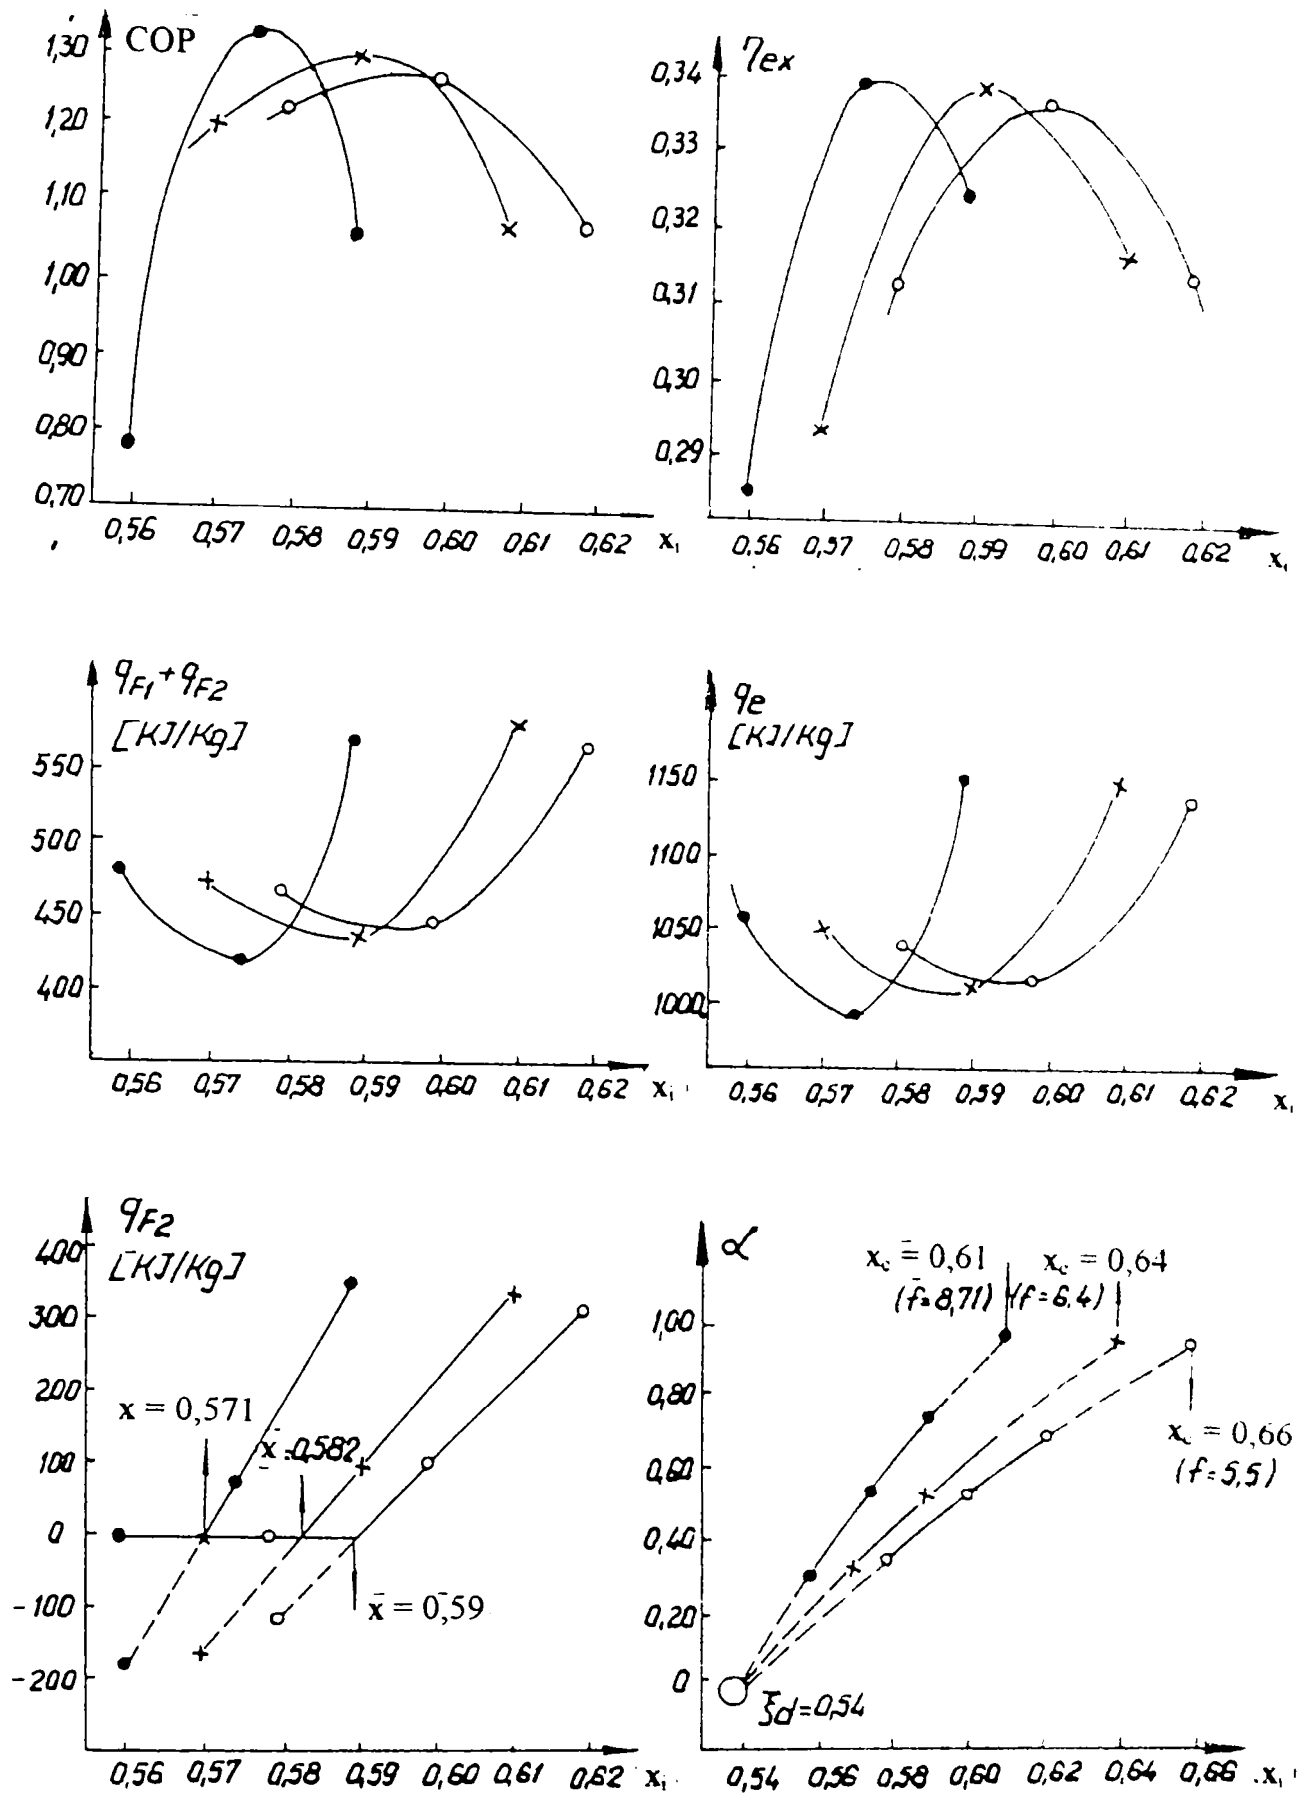 COP
1,30
1,20
1,10
1,00
0,90
0,80
0,70
0,56 0,57 0,58 0,59 0,60 0,61 0,62 x₁
ηex
0,34
0,33
0,32
0,31
0,30
0,29
0,56 0,57 0,58 0,59 0,60 0,61 0,62 x₁
qF1+qF2
[KJ/Kg]
550
500
450
400
0,56 0,57 0,58 0,59 0,60 0,61 0,62 x₁
qe
[KJ/Kg]
1150
1100
1050
1000
0,56 0,57 0,58 0,59 0,60 0,61 0,62 x₁
qF2
[KJ/Kg]
400
300
200
100
0
-100
-200
x = 0,571
x = 0,582
x = 0,59
0,56 0,57 0,58 0,59 0,60 0,61 0,62 x₁
α
x_c = 0,61 x_c = 0,64
(f=8,71) (f=6.4)
1,00
0,80
0,60
0,40
0,20
0
x_c = 0,66
(f=5,5)
ξd=0,54
0,54 0,56 0,58 0,60 0,62 0,64 0,66 x₁